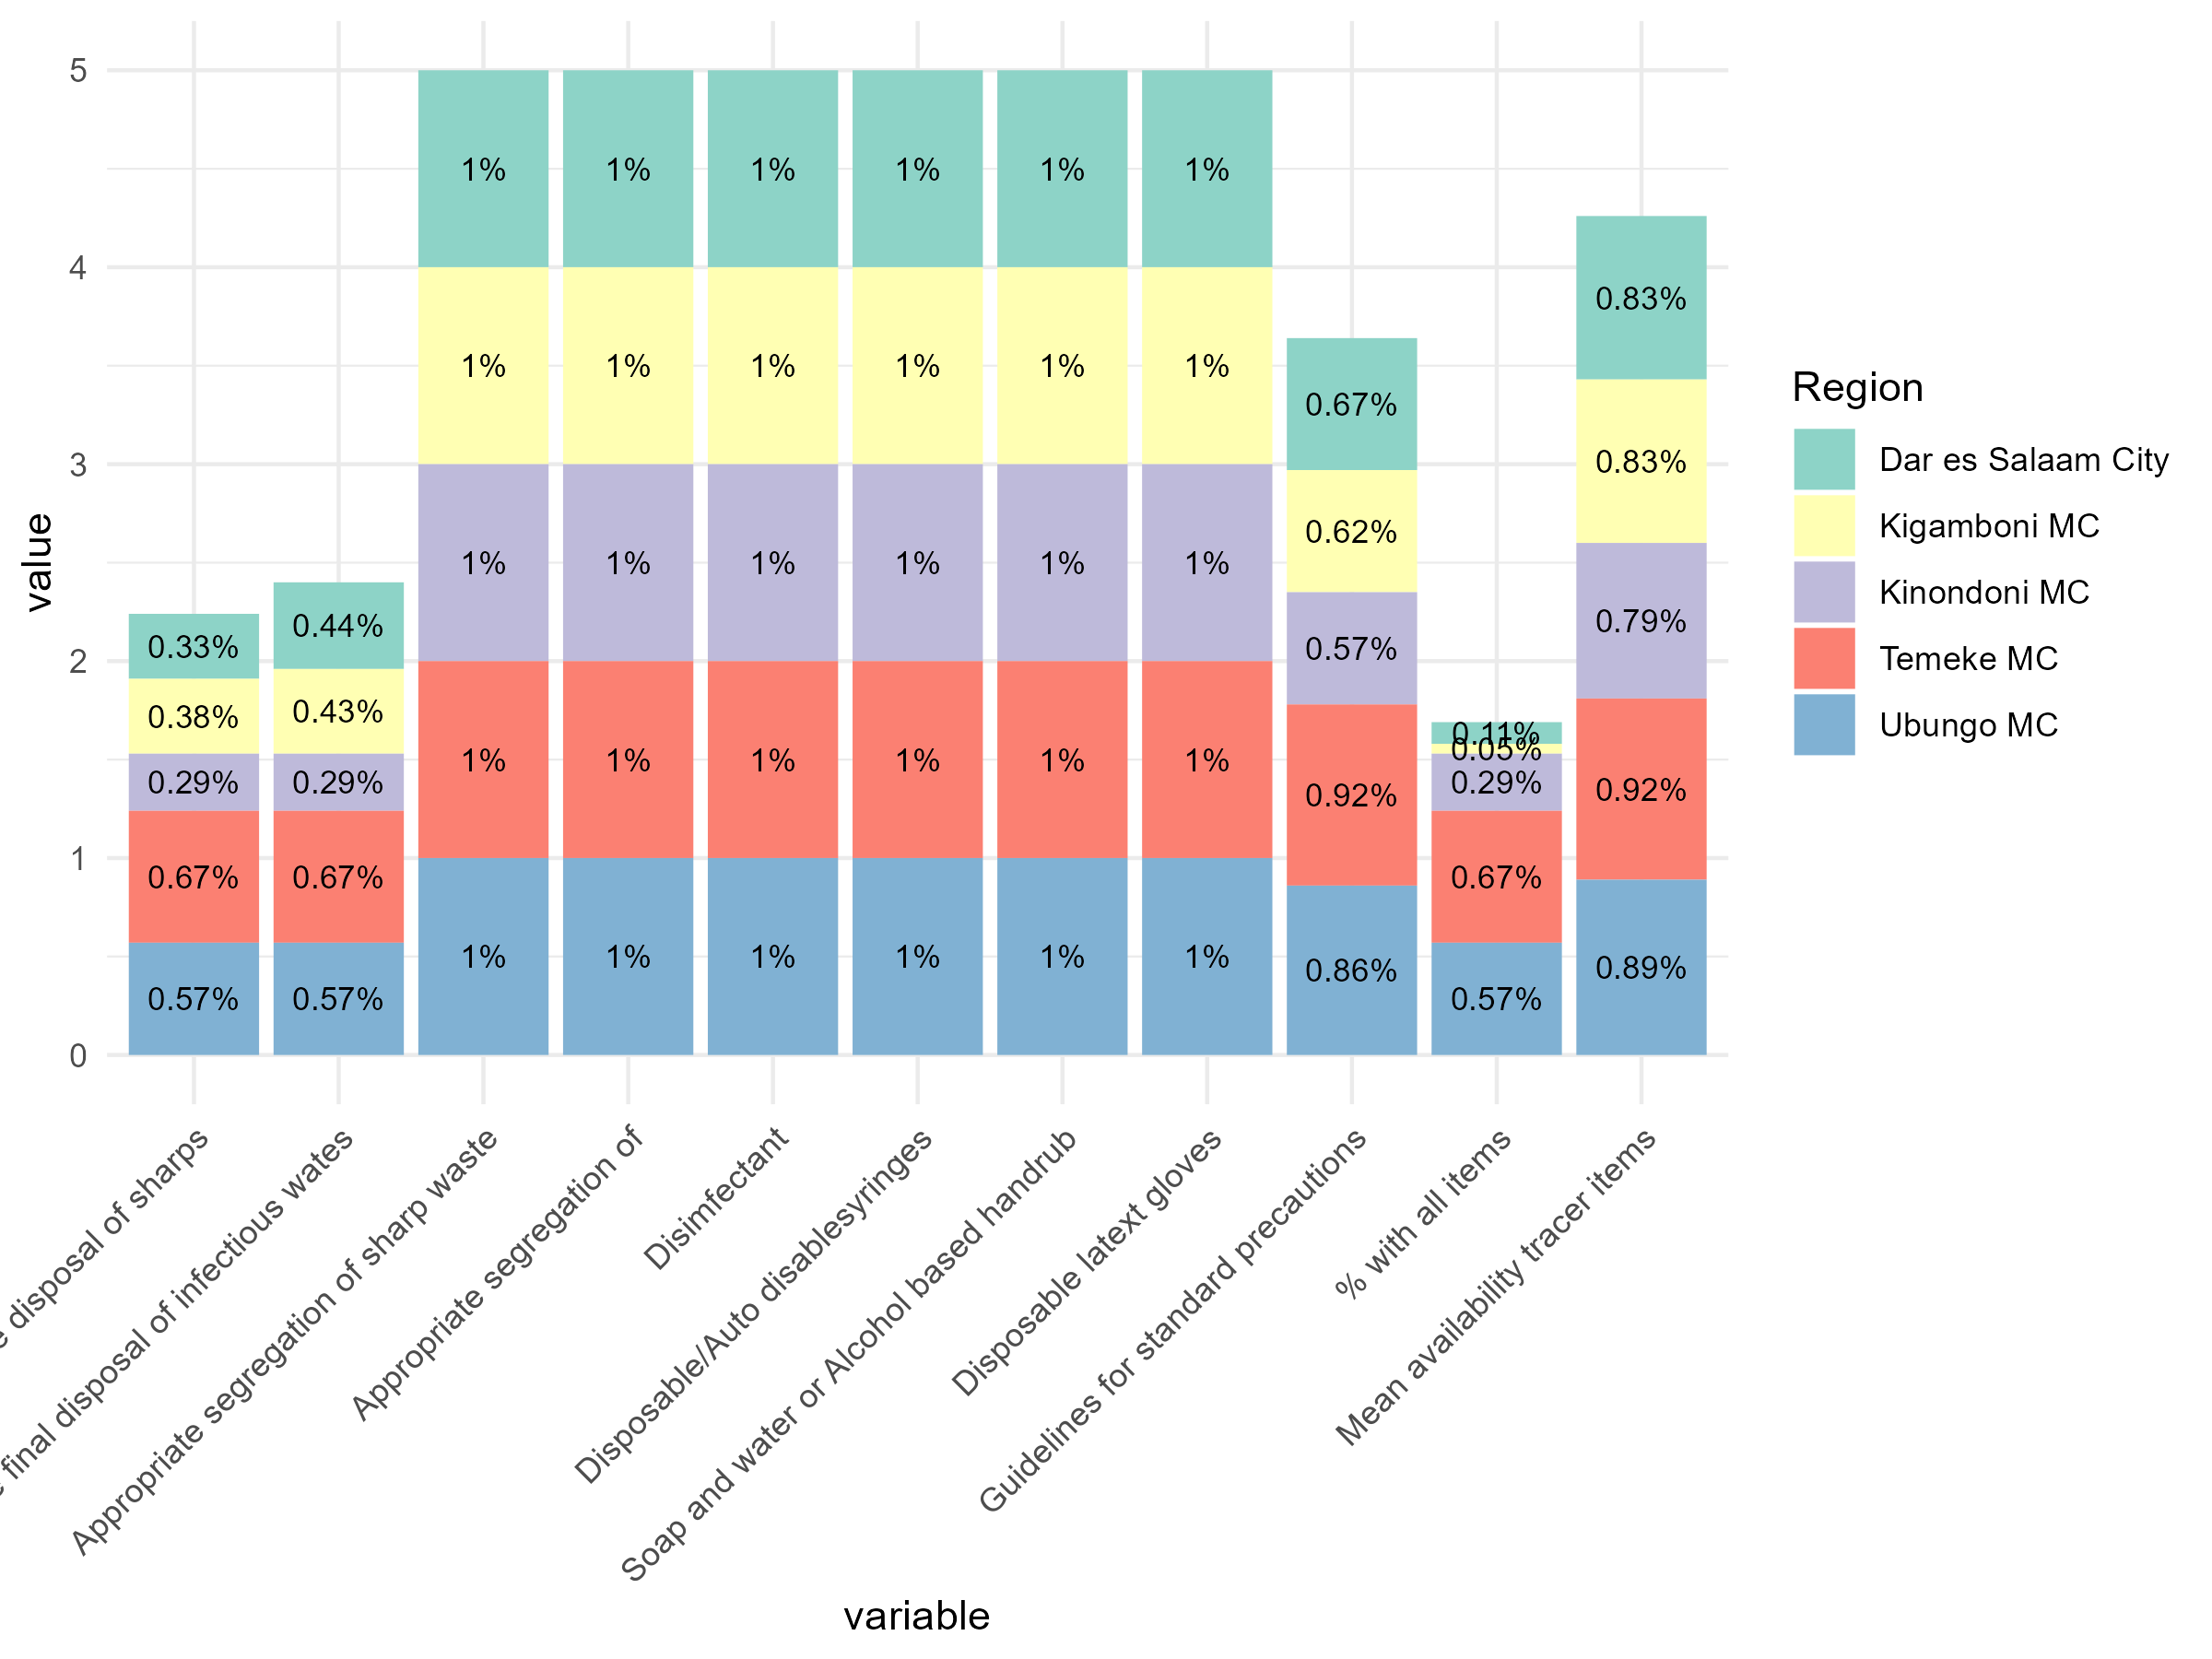 5
4
3
2
1
0
value
1% 1% 1% 1% 1% 1%
1% 1% 1% 1% 1% 1%
1% 1% 1% 1% 1% 1%
1% 1% 1% 1% 1% 1%
1% 1% 1% 1% 1% 1%
0.33%
0.38%
0.29%
0.67%
0.57%
0.44%
0.43%
0.29%
0.67%
0.57%
0.67%
0.62%
0.57%
0.92%
0.86%
0.11%
0.05%
0.29%
0.67%
0.57%
0.83%
0.83%
0.79%
0.92%
0.89%
disposal of sharps
final disposal of infectious wates
Appropriate segregation of sharp waste
Appropriate segregation of
Disimfectant
Disposable/Auto disablesyringes
Soap and water or Alcohol based handrub
Disposable latext gloves
Guidelines for standard precautions
% with all items
Mean availability tracer items
variable
Region
Dar es Salaam City
Kigamboni MC
Kinondoni MC
Temeke MC
Ubungo MC